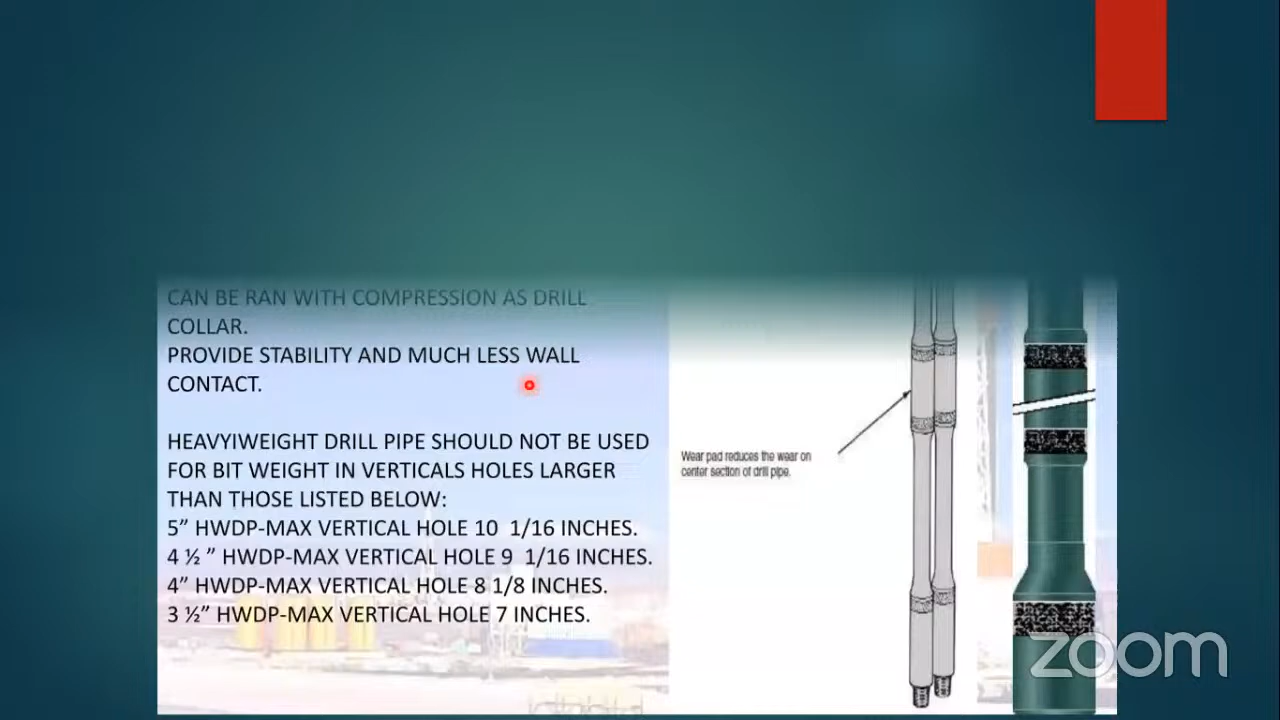 CAN BE RAN WITH COMPRESSION AS DRILL
COLLAR.
PROVIDE STABILITY AND MUCH LESS WALL
CONTACT.
HEAVYIWEIGHT DRILL PIPE SHOULD NOT BE USED
FOR BIT WEIGHT IN VERTICALS HOLES LARGER
THAN THOSE LISTED BELOW:
5” HWDP-MAX VERTICAL HOLE 10 1/16 INCHES.
4 ½ ” HWDP-MAX VERTICAL HOLE 9 1/16 INCHES.
4” HWDP-MAX VERTICAL HOLE 8 1/8 INCHES.
3 ½” HWDP-MAX VERTICAL HOLE 7 INCHES.
Wear pad reduces the wear on
center section of drill pipe.
zoom